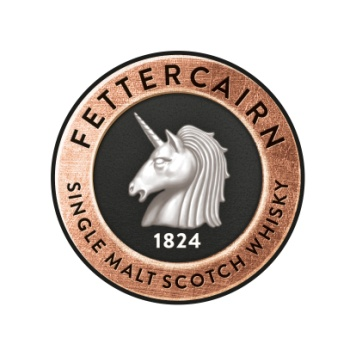 FETTERCAIRN
1824
SINGLE MALT SCOTCH WHISKY